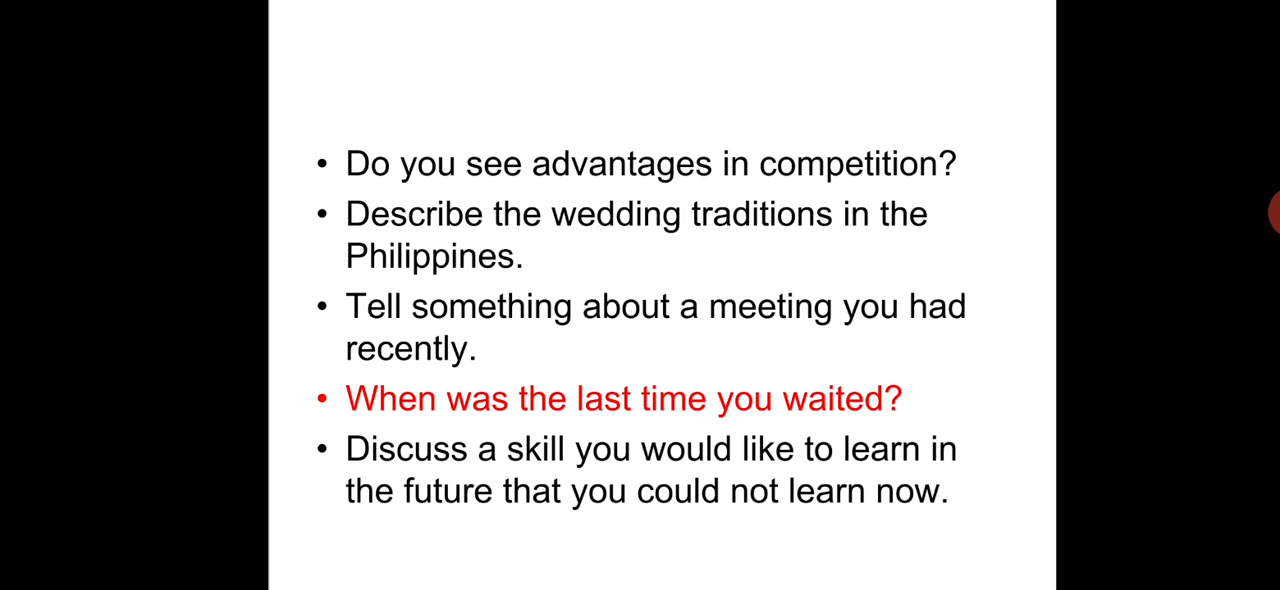 • Do you see advantages in competition?
• Describe the wedding traditions in the
Philippines.
• Tell something about a meeting you had
recently.
• When was the last time you waited?
• Discuss a skill you would like to learn in
the future that you could not learn now.